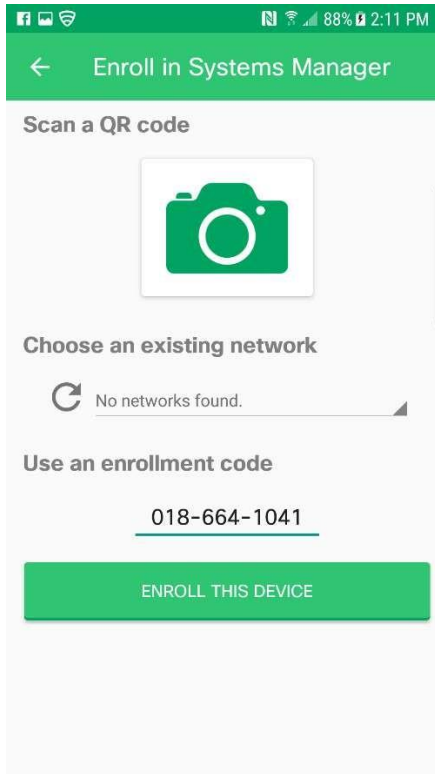 88% 2:11 PM
Enroll in Systems Manager
Scan a QR code
Choose an existing network
No networks found.
Use an enrollment code
018-664-1041
ENROLL THIS DEVICE